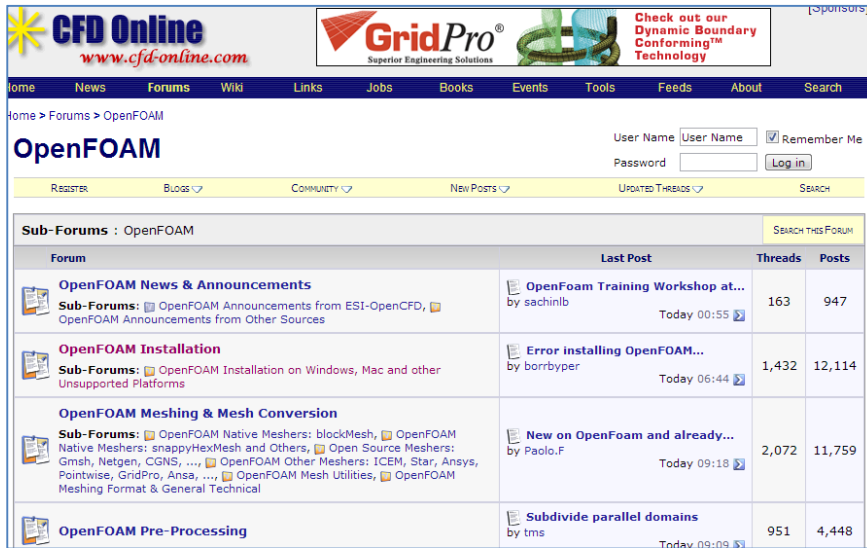 [Sponsors]
CFD Online
www.cfd-online.com
GridPro®
Superior Engineering Solutions
Check out our
Dynamic Boundary
Conforming™
Technology
Home News Forums Wiki Links Jobs Books Events Tools Feeds About Search
Home > Forums > OpenFOAM
OpenFOAM
User Name User Name Remember Me
Password Log in
REGISTER BLOGS COMMUNITY NEW POSTS UPDATED THREADS SEARCH
Sub-Forums : OpenFOAM SEARCH THIS FORUM
Forum Last Post Threads Posts
OpenFOAM News & Announcements
Sub-Forums: OpenFOAM Announcements from ESI-OpenCFD,
OpenFOAM Announcements from Other Sources
OpenFoam Training Workshop at...
by sachinlb
Today 00:55
163 947
OpenFOAM Installation
Sub-Forums: OpenFOAM Installation on Windows, Mac and other
Unsupported Platforms
Error installing OpenFOAM...
by borrbyper
Today 06:44
1,432 12,114
OpenFOAM Meshing & Mesh Conversion
Sub-Forums: OpenFOAM Native Meshers: blockMesh, OpenFOAM
Native Meshers: snappyHexMesh and Others, Open Source Meshers:
Gmsh, Netgen, CGNS, ..., OpenFOAM Other Meshers: ICEM, Star, Ansys,
Pointwise, GridPro, Ansa, ..., OpenFOAM Mesh Utilities, OpenFOAM
Meshing Format & General Technical
New on OpenFoam and already...
by Paolo.F
Today 09:18
2,072 11,759
OpenFOAM Pre-Processing
Subdivide parallel domains
by tms
Today 09:09
951 4,448